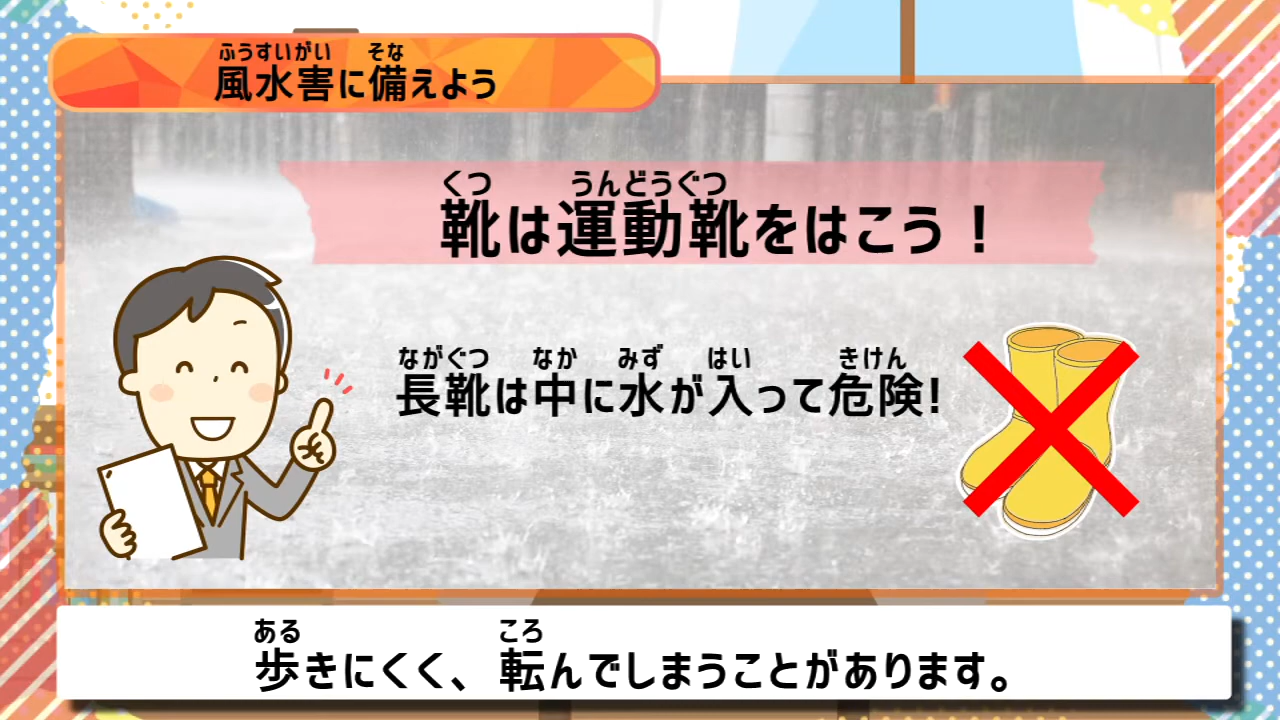 ふうすいがい そな
風水害に備えよう
くつ うんどうぐつ
靴は運動靴をはこう！
ながぐつ なか みず はい きけん
長靴は中に水が入って危険!
ある ころ
歩きにくく、転んでしまうことがあります。